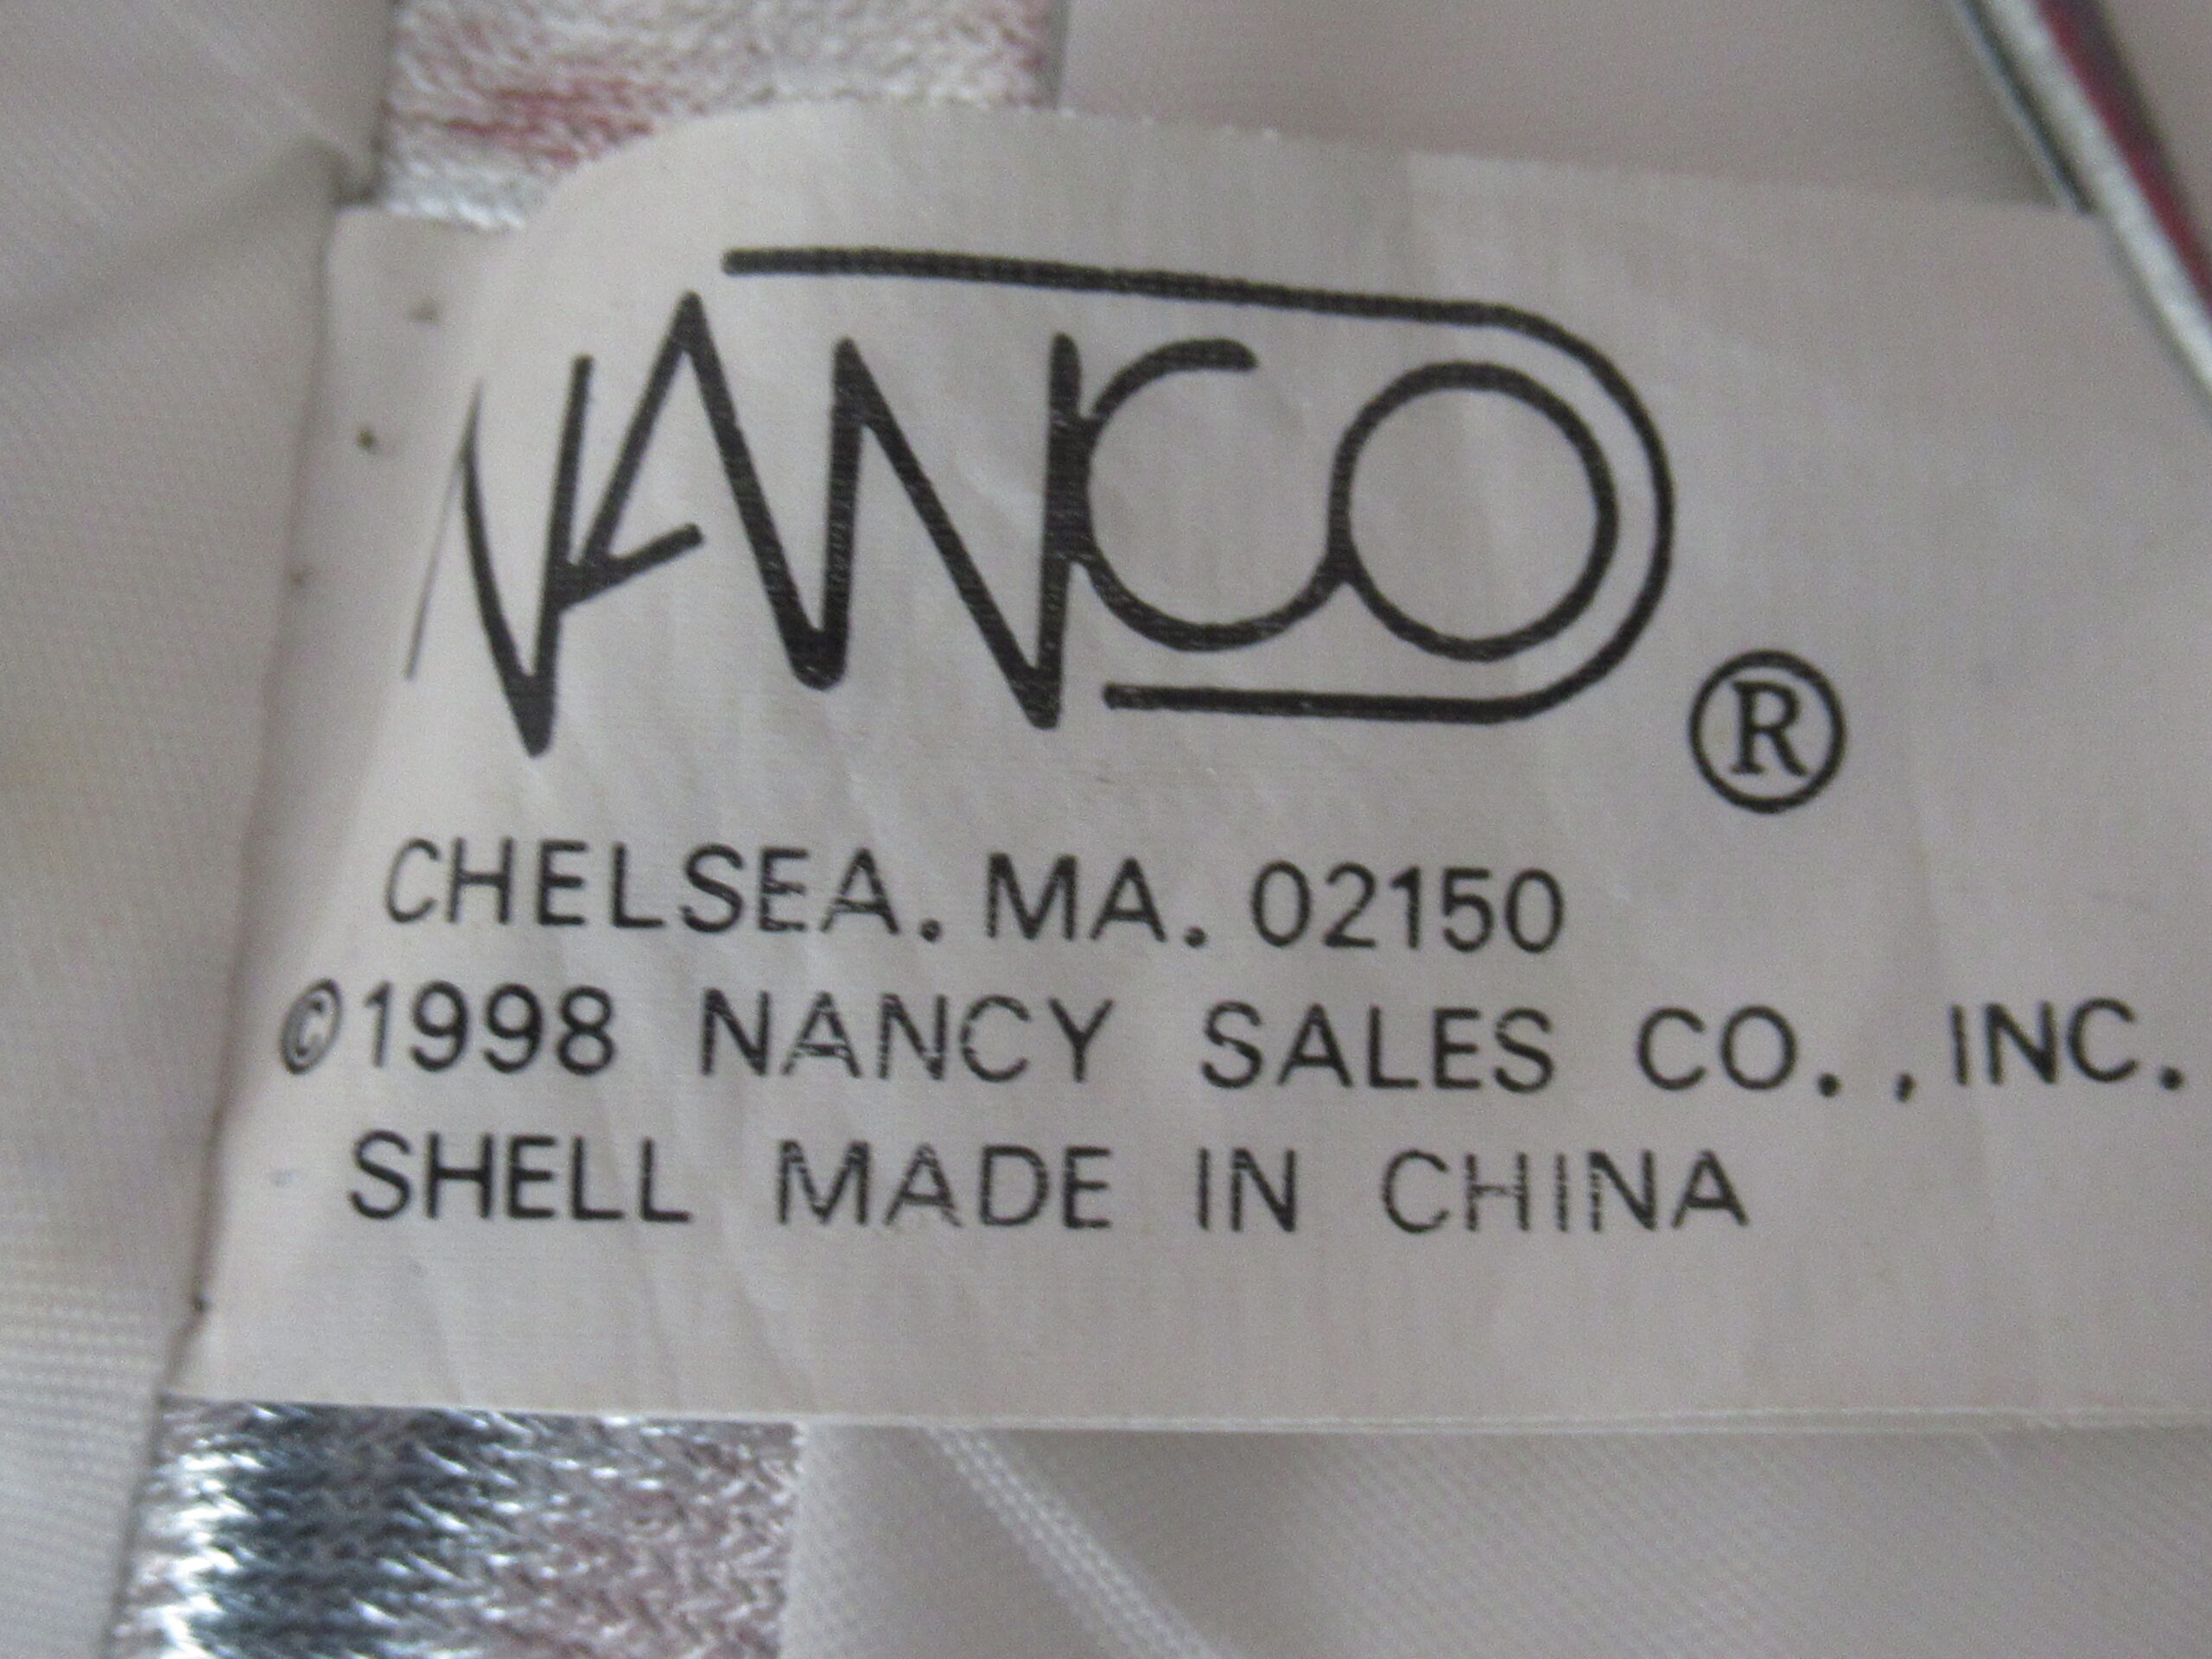 NANCO®
CHELSEA. MA. 02150
©1998 NANCY SALES CO., INC.
SHELL MADE IN CHINA